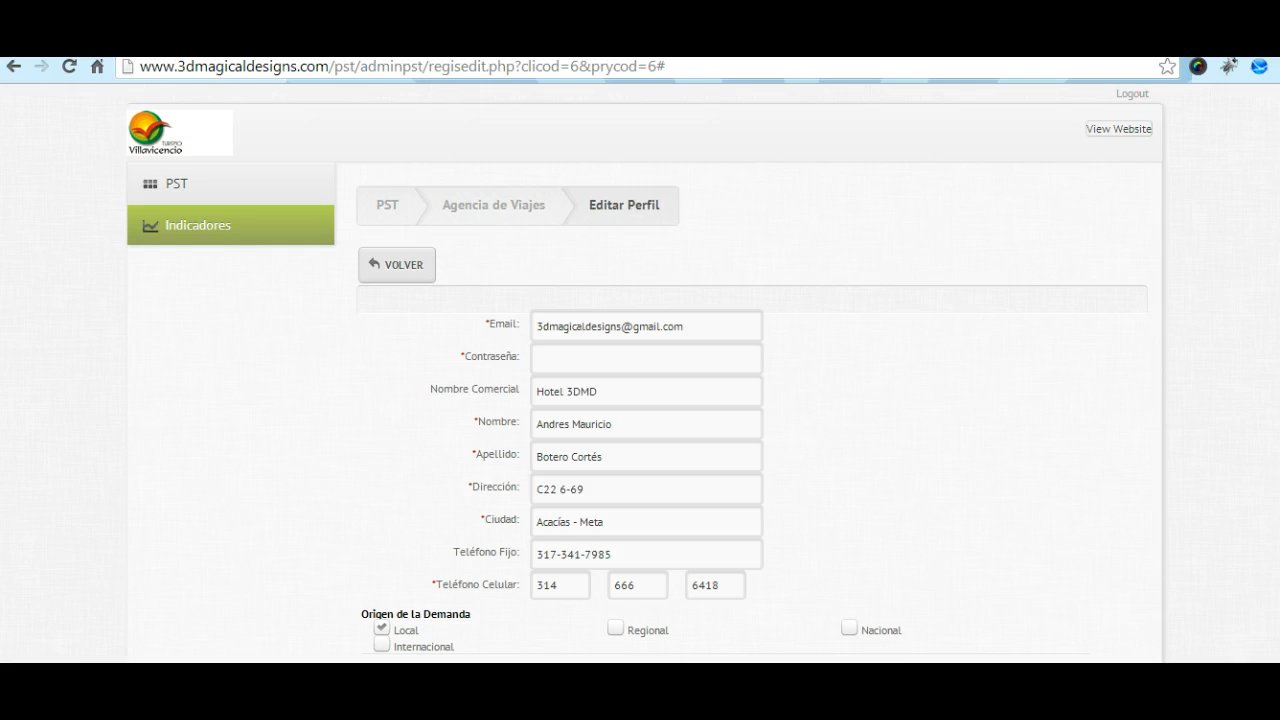 www.3dmagicaldesigns.com/pst/adminpst/regisedit.php?clicod=6&prycod=6#
Logout
TURISMO
Villavicencio
View Website
PST
Indicadores
PST Agencia de Viajes Editar Perfil
VOLVER
*Email: 3dmagicaldesigns@gmail.com
*Contraseña:
Nombre Comercial Hotel 3DMD
*Nombre: Andres Mauricio
*Apellido: Botero Cortés
*Dirección: C22 6-69
*Ciudad: Acacías - Meta
Teléfono Fijo: 317-341-7985
*Teléfono Celular: 314 666 6418
Origen de la Demanda
Local Regional Nacional
Internacional